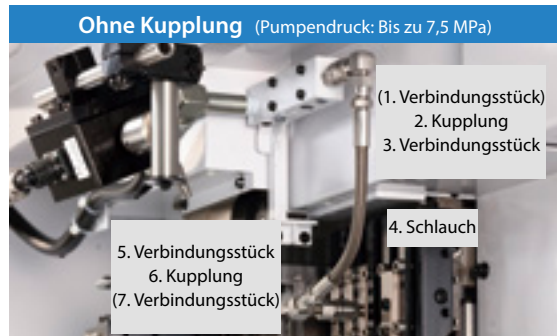 Ohne Kupplung (Pumpendruck: Bis zu 7,5 MPa)
(1. Verbindungsstück)
2. Kupplung
3. Verbindungsstück
4. Schlauch
5. Verbindungsstück
6. Kupplung
(7. Verbindungsstück)